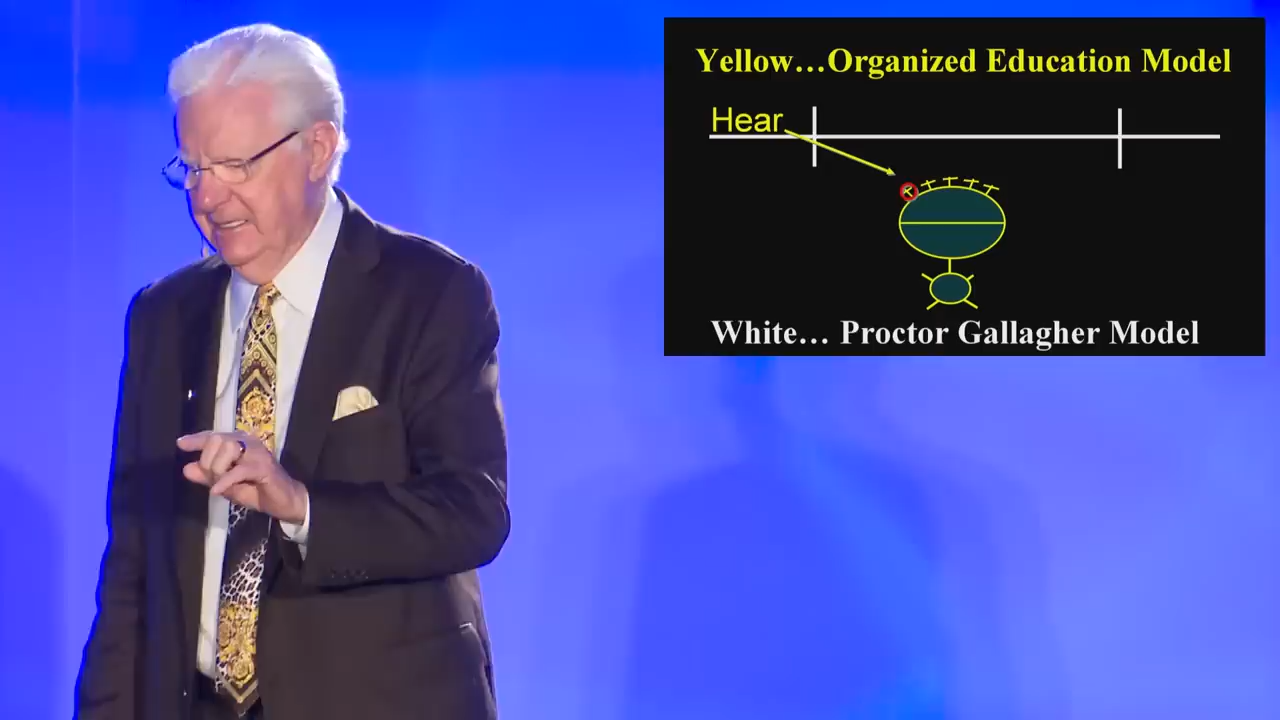 Yellow…Organized Education Model
Hear
White… Proctor Gallagher Model